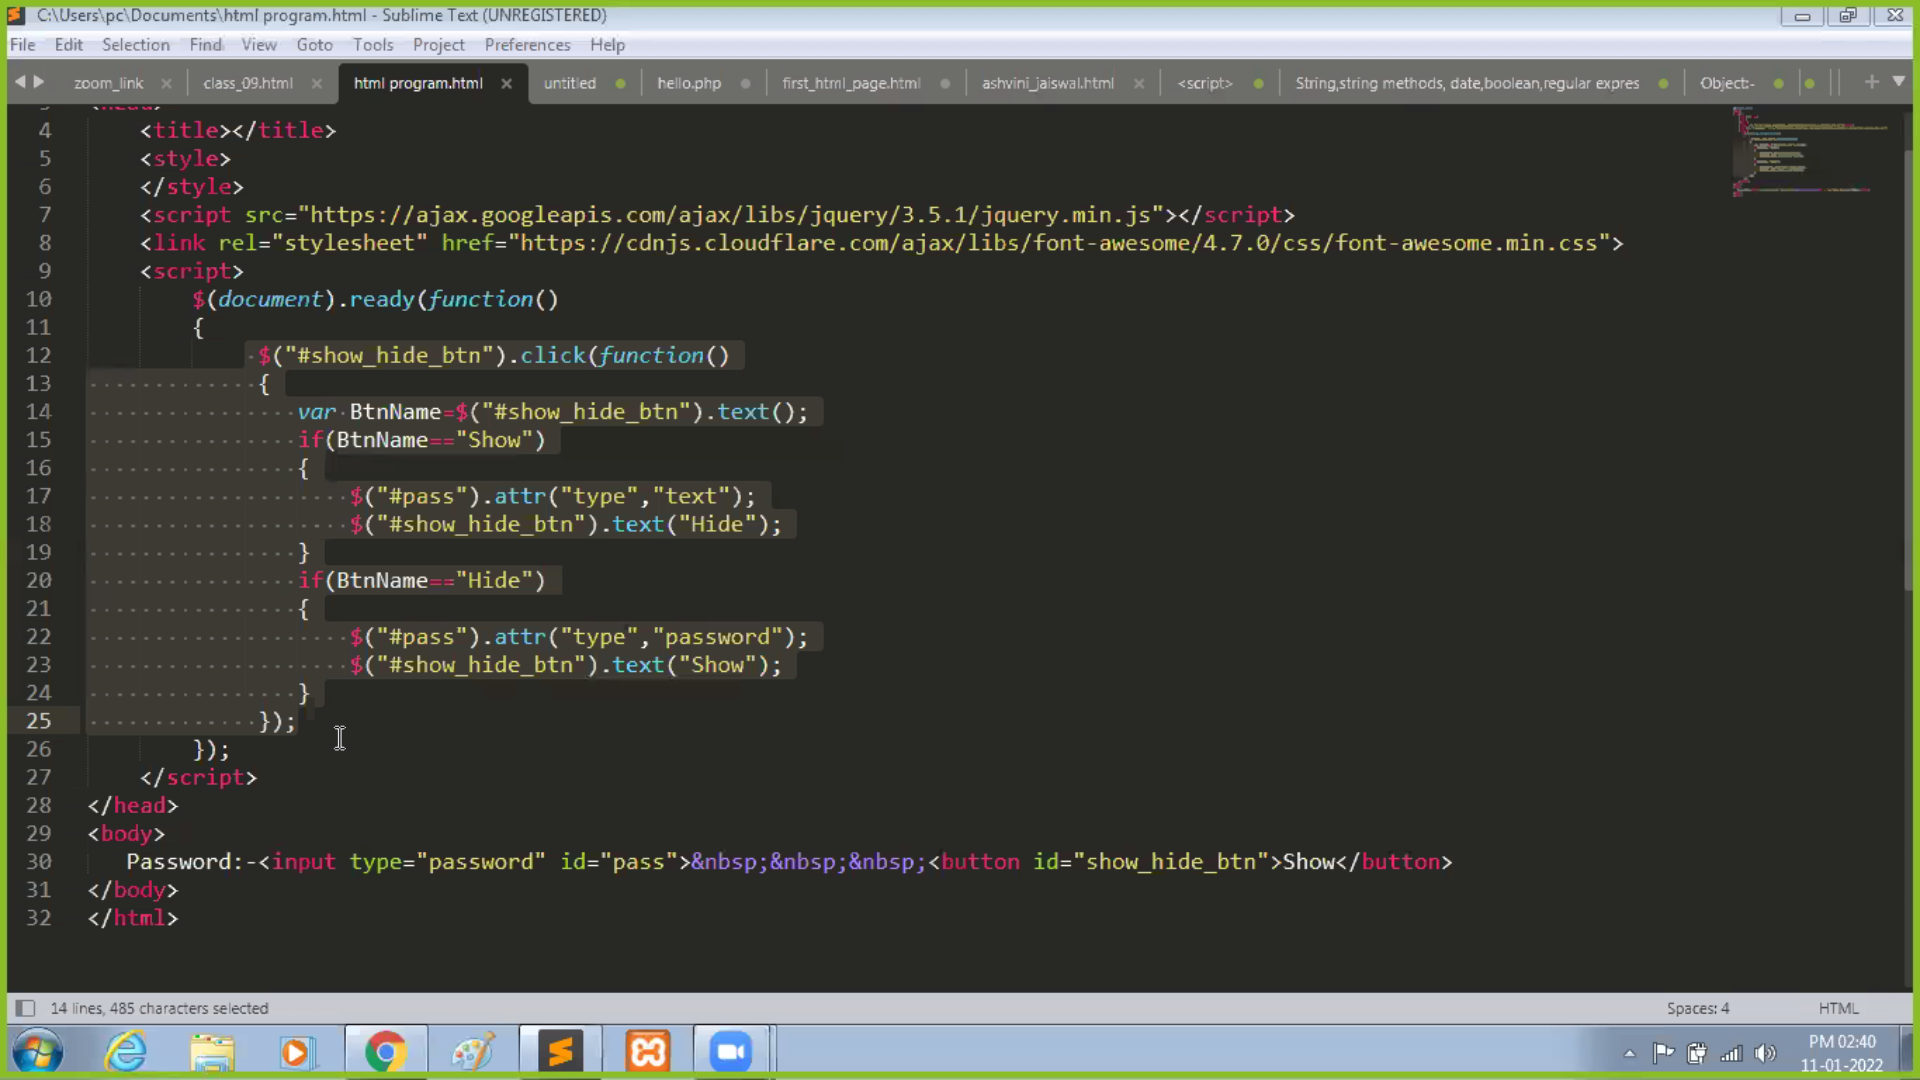 C:\Users\pc\Documents\html program.html - Sublime Text (UNREGISTERED)
File Edit Selection Find View Goto Tools Project Preferences Help
zoom_link class_09.html html program.html untitled hello.php first_html_page.html ashvini_jaiswal.html <script> String,string methods, date,boolean,regular expres Object:-
4 <title></title>
5 <style>
6 </style>
7 <script src="https://ajax.googleapis.com/ajax/libs/jquery/3.5.1/jquery.min.js"></script>
8 <link rel="stylesheet" href="https://cdnjs.cloudflare.com/ajax/libs/font-awesome/4.7.0/css/font-awesome.min.css">
9 <script>
10 $(document).ready(function()
11 {
12 $("#show_hide_btn").click(function()
13 {
14 var BtnName=$("#show_hide_btn").text();
15 if(BtnName=="Show")
16 {
17 $("#pass").attr("type","text");
18 $("#show_hide_btn").text("Hide");
19 }
20 if(BtnName=="Hide")
21 {
22 $("#pass").attr("type","password");
23 $("#show_hide_btn").text("Show");
24 }
25 });
26 });
27 </script>
28 </head>
29 <body>
30 Password:-<input type="password" id="pass">&nbsp;&nbsp;&nbsp;<button id="show_hide_btn">Show</button>
31 </body>
32 </html>
14 lines, 485 characters selected Spaces: 4 HTML
PM 02:40
11-01-2022